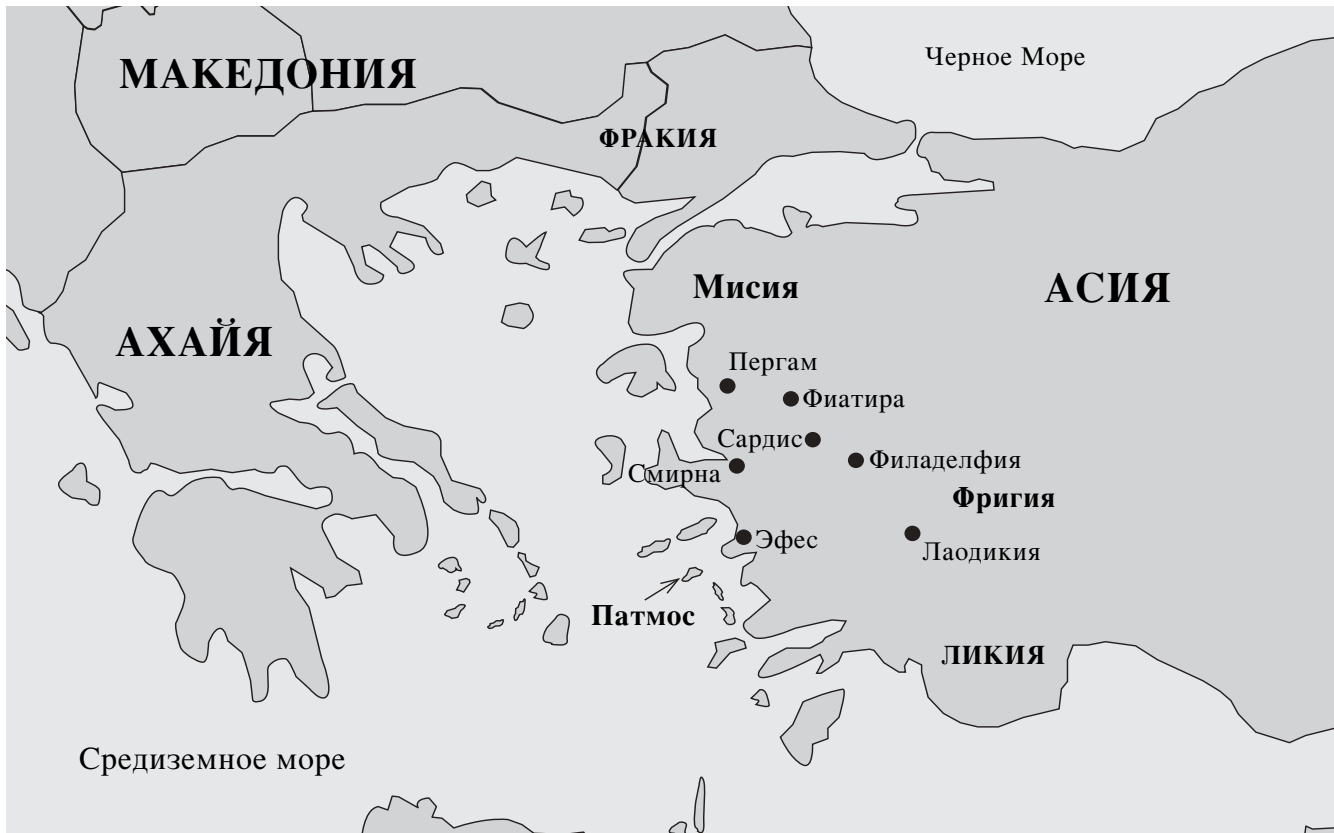 Черное Море
МАКЕДОНИЯ
ФРАКИЯ
Мисия
АСИЯ
АХАЙЯ
Пергам
Фиатира
Сардис
Филаделфия
Смирна
Фригия
Эфес
Лаодикия
Патмос
ЛИКИЯ
Средиземное море